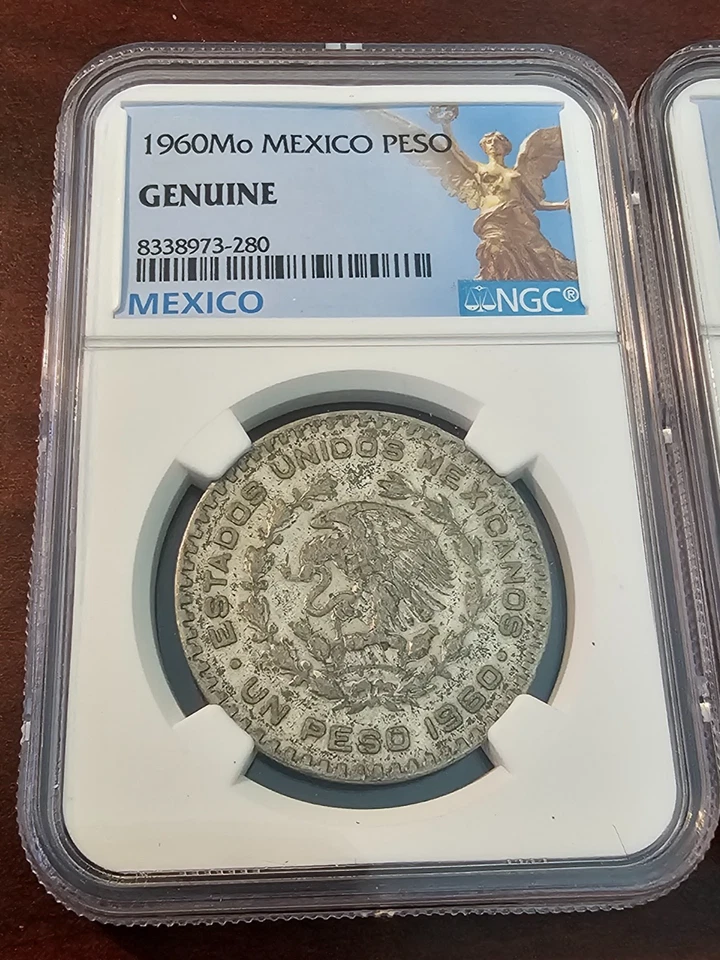 1960Mo MEXICO PESO
GENUINE
8338973-280
MEXICO
NGC®
ESTADOS UNIDOS MEXICANOS
· UN PESO 1960 ·